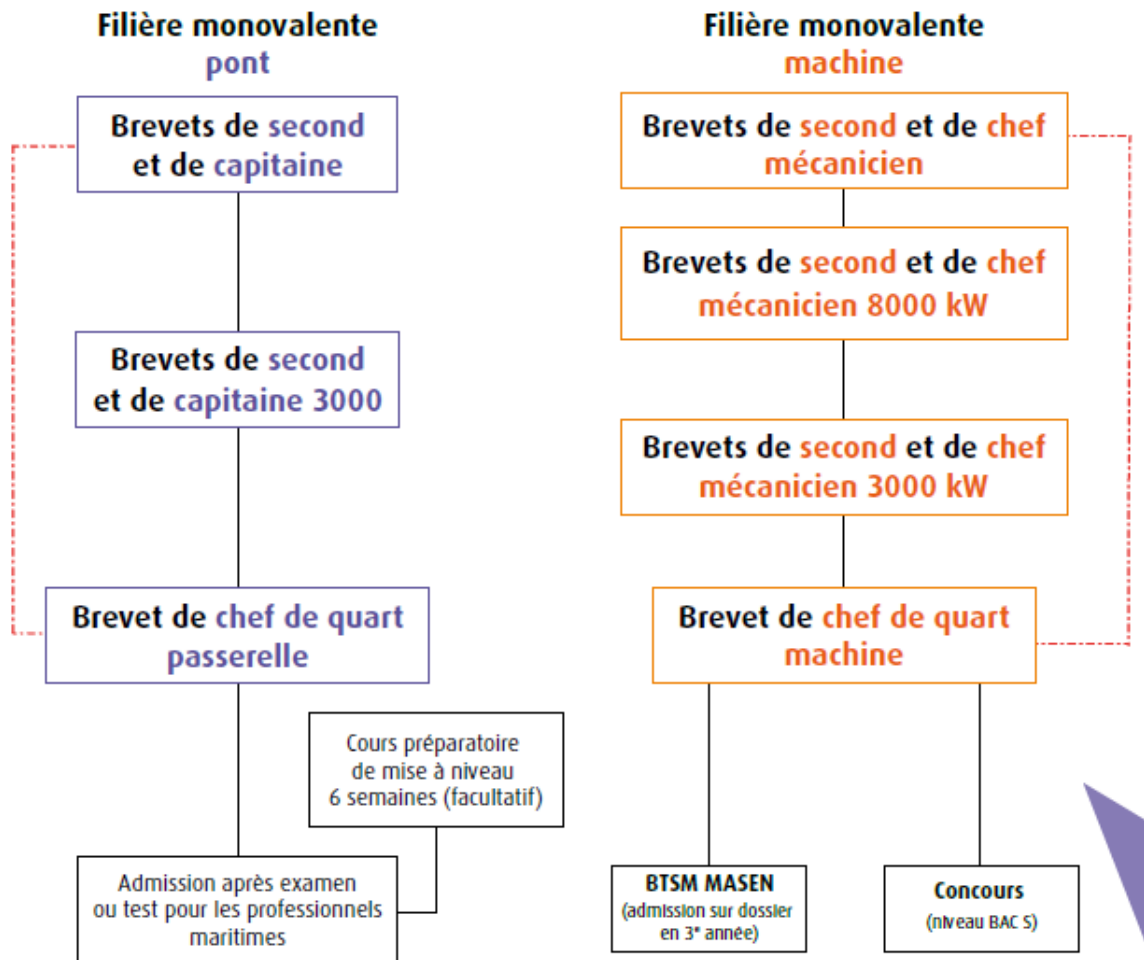 Filière monovalente
pont
Brevets de second
et de capitaine
Brevets de second
et de capitaine 3000
Brevet de chef de quart
passerelle
Cours préparatoire
de mise à niveau
6 semaines (facultatif)
Admission après examen
ou test pour les professionnels
maritimes
Filière monovalente
machine
Brevets de second et de chef
mécanicien
Brevets de second et de chef
mécanicien 8000 kW
Brevets de second et de chef
mécanicien 3000 kW
Brevet de chef de quart
machine
BTSM MASEN
(admission sur dossier
en 3e année)
Concours
(niveau BAC S)